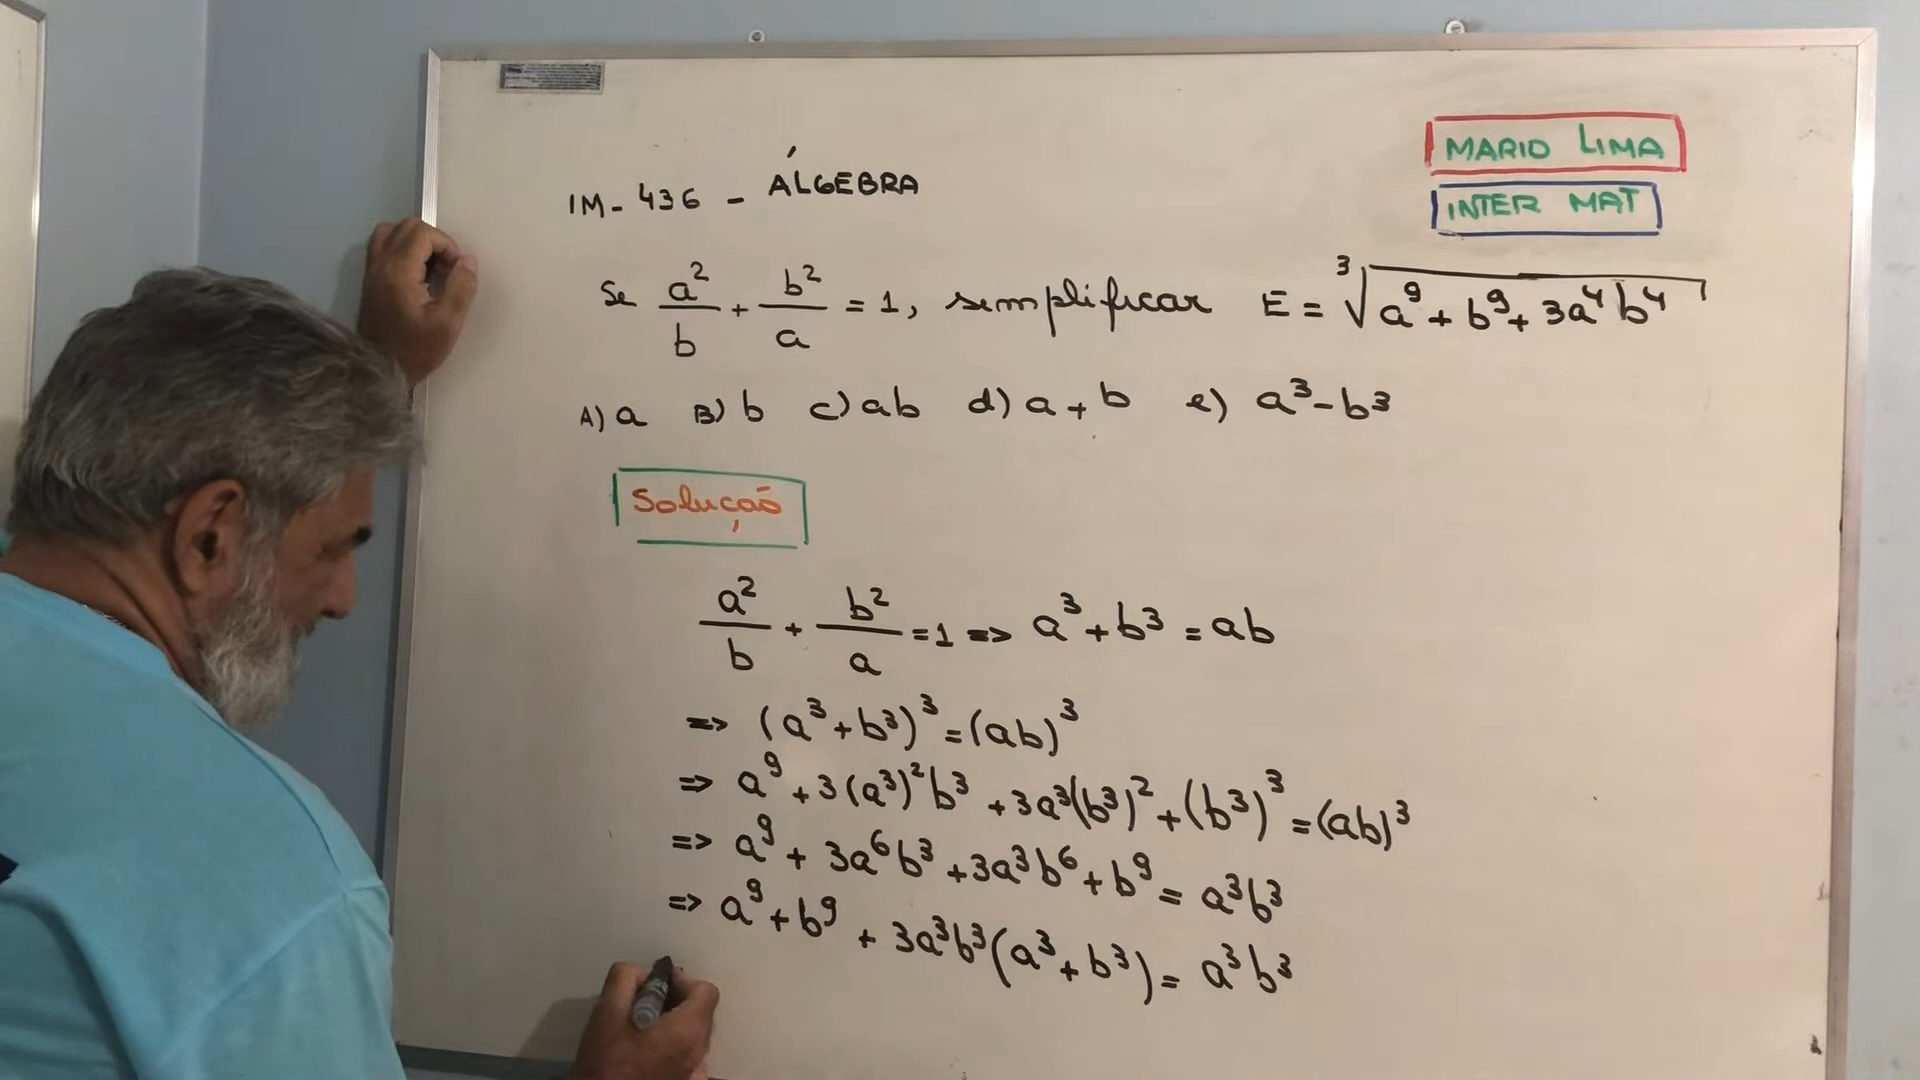 MARIO LIMA
INTER MAT
IM - 436 - ÁLGEBRA
Se a²/b + b²/a = 1, simplificar E = ∛(a⁹ + b⁹ + 3a⁴b⁴)
A) a B) b C) ab d) a + b e) a³ - b³
Solução
a²/b + b²/a = 1 => a³ + b³ = ab
=> (a³ + b³)³ = (ab)³
=> a⁹ + 3(a³)²b³ + 3a³(b³)² + (b³)³ = (ab)³
=> a⁹ + 3a⁶b³ + 3a³b⁶ + b⁹ = a³b³
=> a⁹ + b⁹ + 3a³b³(a³ + b³) = a³b³